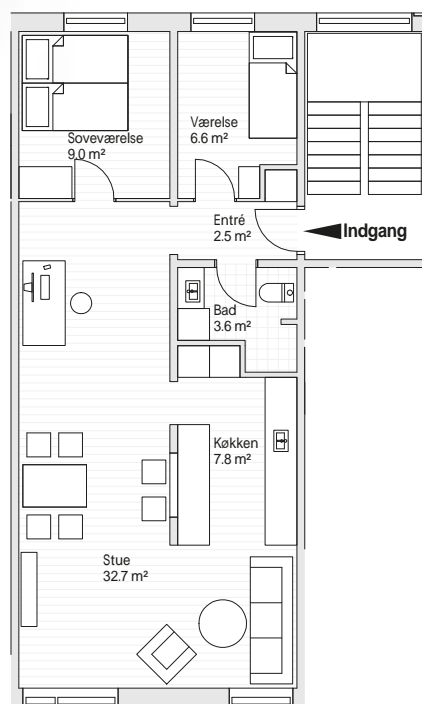 Soveværelse
9.0 m²
Værelse
6.6 m²
Entré
2.5 m²
Indgang
Bad
3.6 m²
Køkken
7.8 m²
Stue
32.7 m²